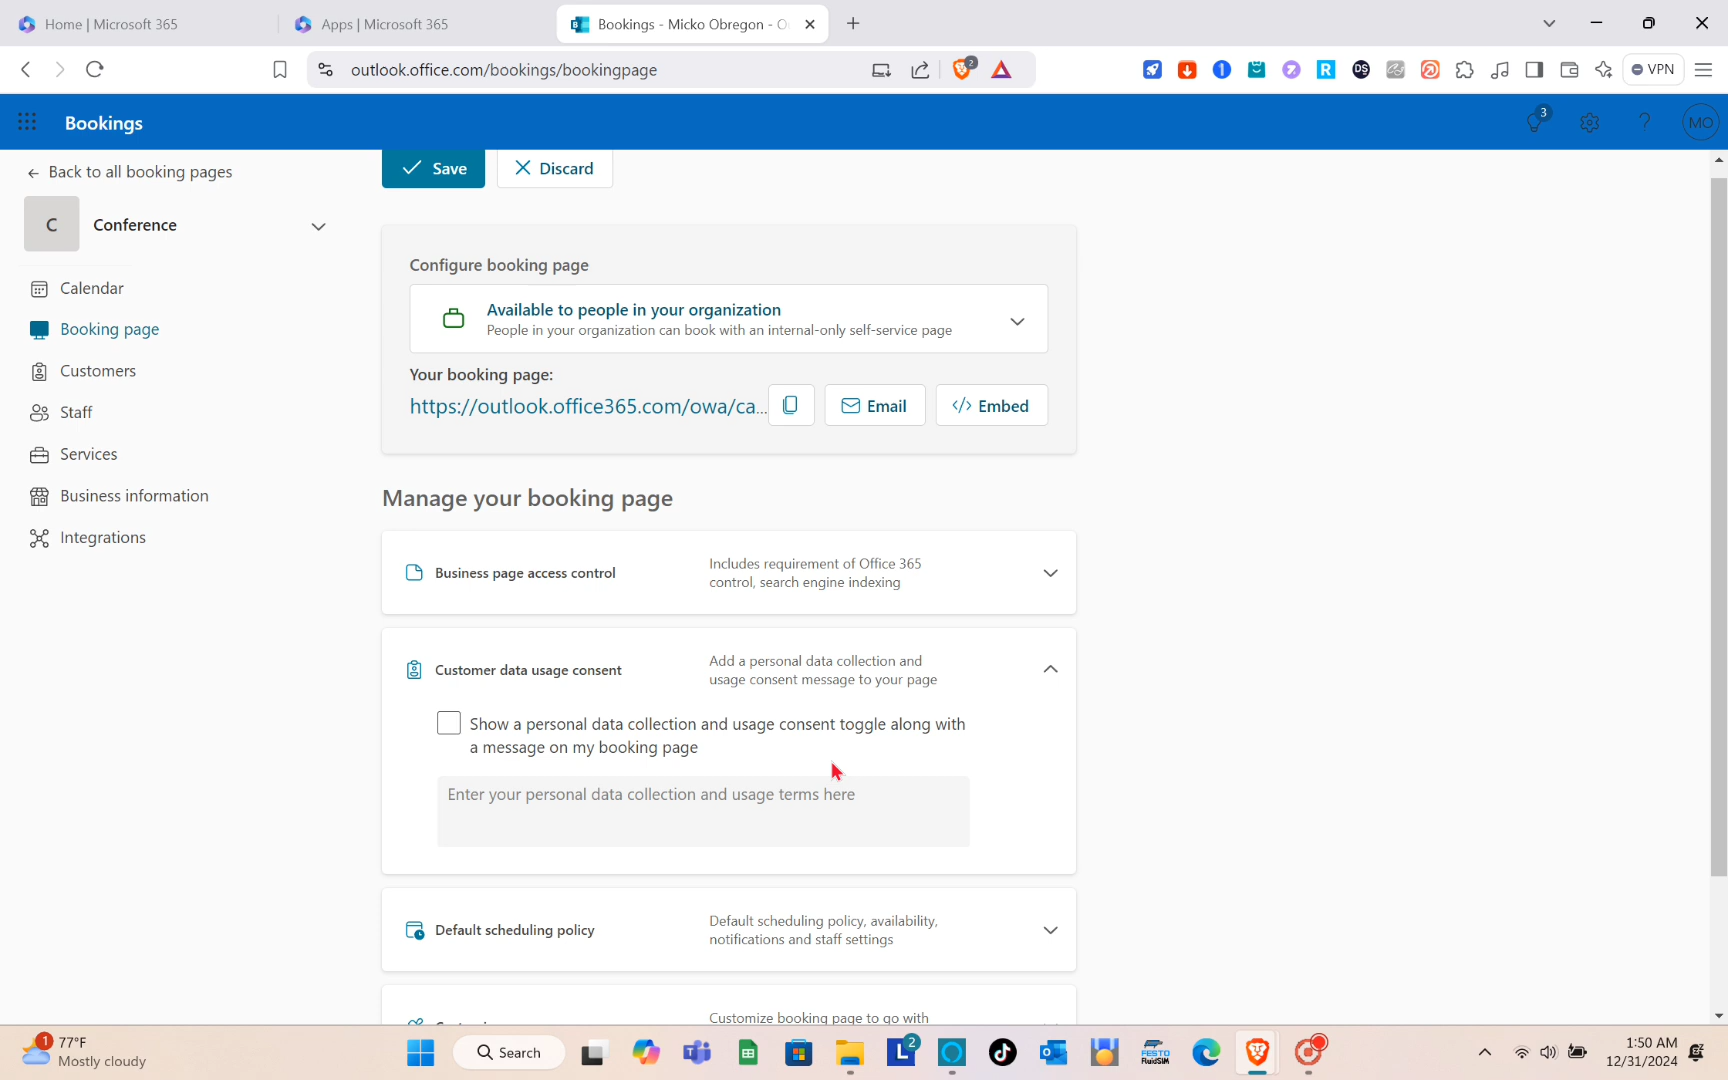 Home | Microsoft 365
Apps | Microsoft 365
Bookings - Micko Obregon - O
outlook.office.com/bookings/bookingpage
2
VPN
Bookings
3
MO
Back to all booking pages
Save
Discard
C
Conference
Calendar
Booking page
Customers
Staff
Services
Business information
Integrations
Configure booking page
Available to people in your organization
People in your organization can book with an internal-only self-service page
Your booking page:
https://outlook.office365.com/owa/ca...
Email
Embed
Manage your booking page
Business page access control
Includes requirement of Office 365
control, search engine indexing
Customer data usage consent
Add a personal data collection and
usage consent message to your page
Show a personal data collection and usage consent toggle along with
a message on my booking page
Enter your personal data collection and usage terms here
Default scheduling policy
Default scheduling policy, availability,
notifications and staff settings
Customize booking page to go with
1
77°F
Mostly cloudy
Search
L
2
FESTO
FluidSIM
1:50 AM
12/31/2024